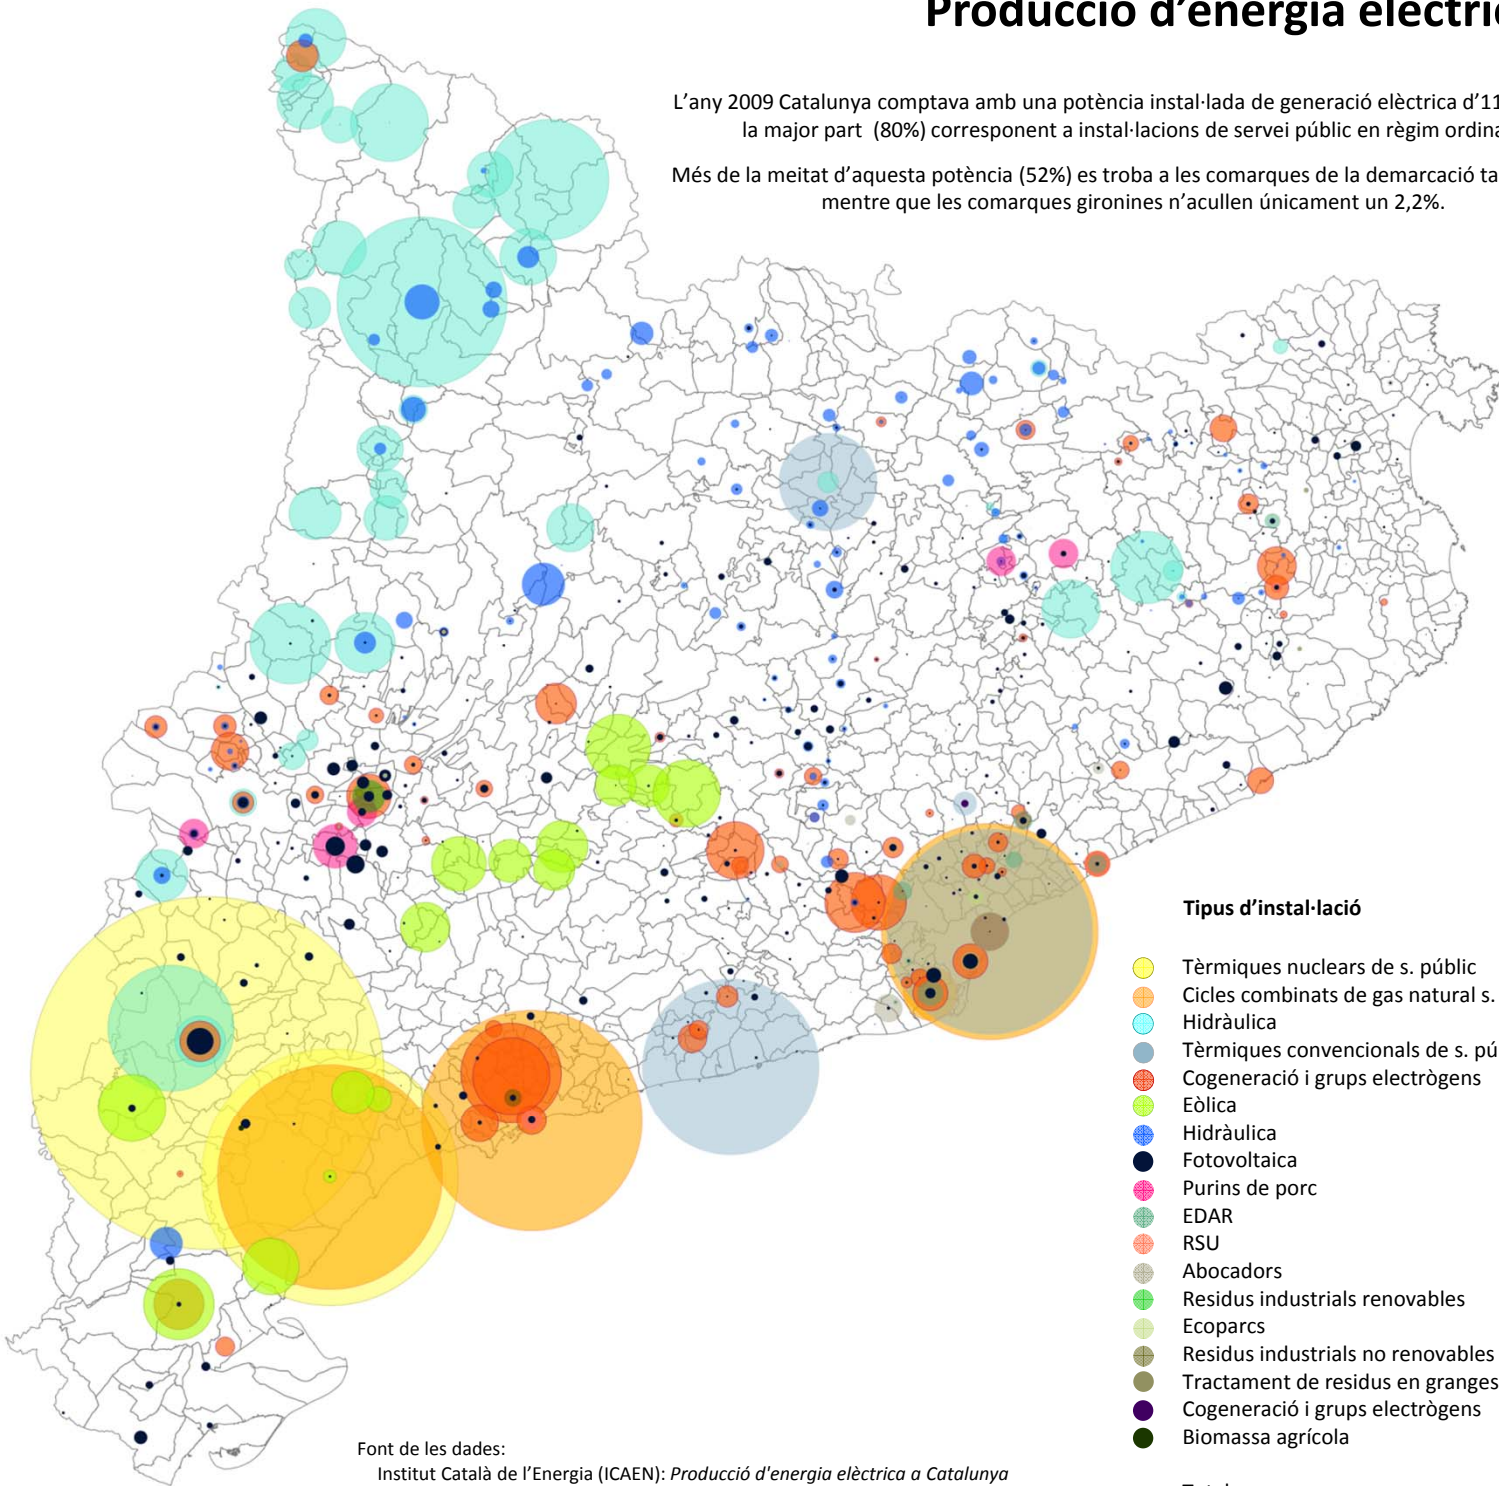 Producció d'energia elèctri
L'any 2009 Catalunya comptava amb una potència instal·lada de generació elèctrica d'11
la major part (80%) corresponent a instal·lacions de servei públic en règim ordina
Més de la meitat d'aquesta potència (52%) es troba a les comarques de la demarcació ta
mentre que les comarques gironines n'acullen únicament un 2,2%.
Tipus d'instal·lació
Tèrmiques nuclears de s. públic
Cicles combinats de gas natural s.
Hidràulica
Tèrmiques convencionals de s. pú
Cogeneració i grups electrògens
Eòlica
Hidràulica
Fotovoltaica
Purins de porc
EDAR
RSU
Abocadors
Residus industrials renovables
Ecoparcs
Residus industrials no renovables
Tractament de residus en granges
Cogeneració i grups electrògens
Biomassa agrícola
Font de les dades:
Institut Català de l'Energia (ICAEN): Producció d'energia elèctrica a Catalunya